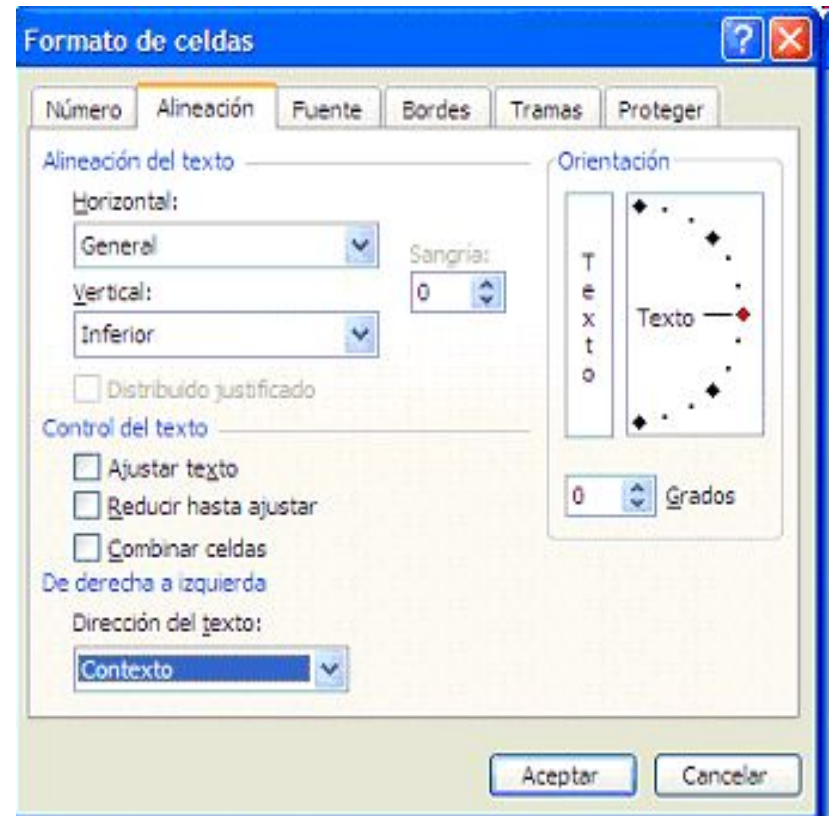 Formato de celdas
Número Alineación Fuente Bordes Tramas Proteger
Alineación del texto
Horizontal:
General
Sangría:
0
Vertical:
Inferior
Distribuido justificado
Control del texto
Ajustar texto
Reducir hasta ajustar
Combinar celdas
De derecha a izquierda
Dirección del texto:
Contexto
Orientación
Texto
Texto
0 Grados
Aceptar Cancelar